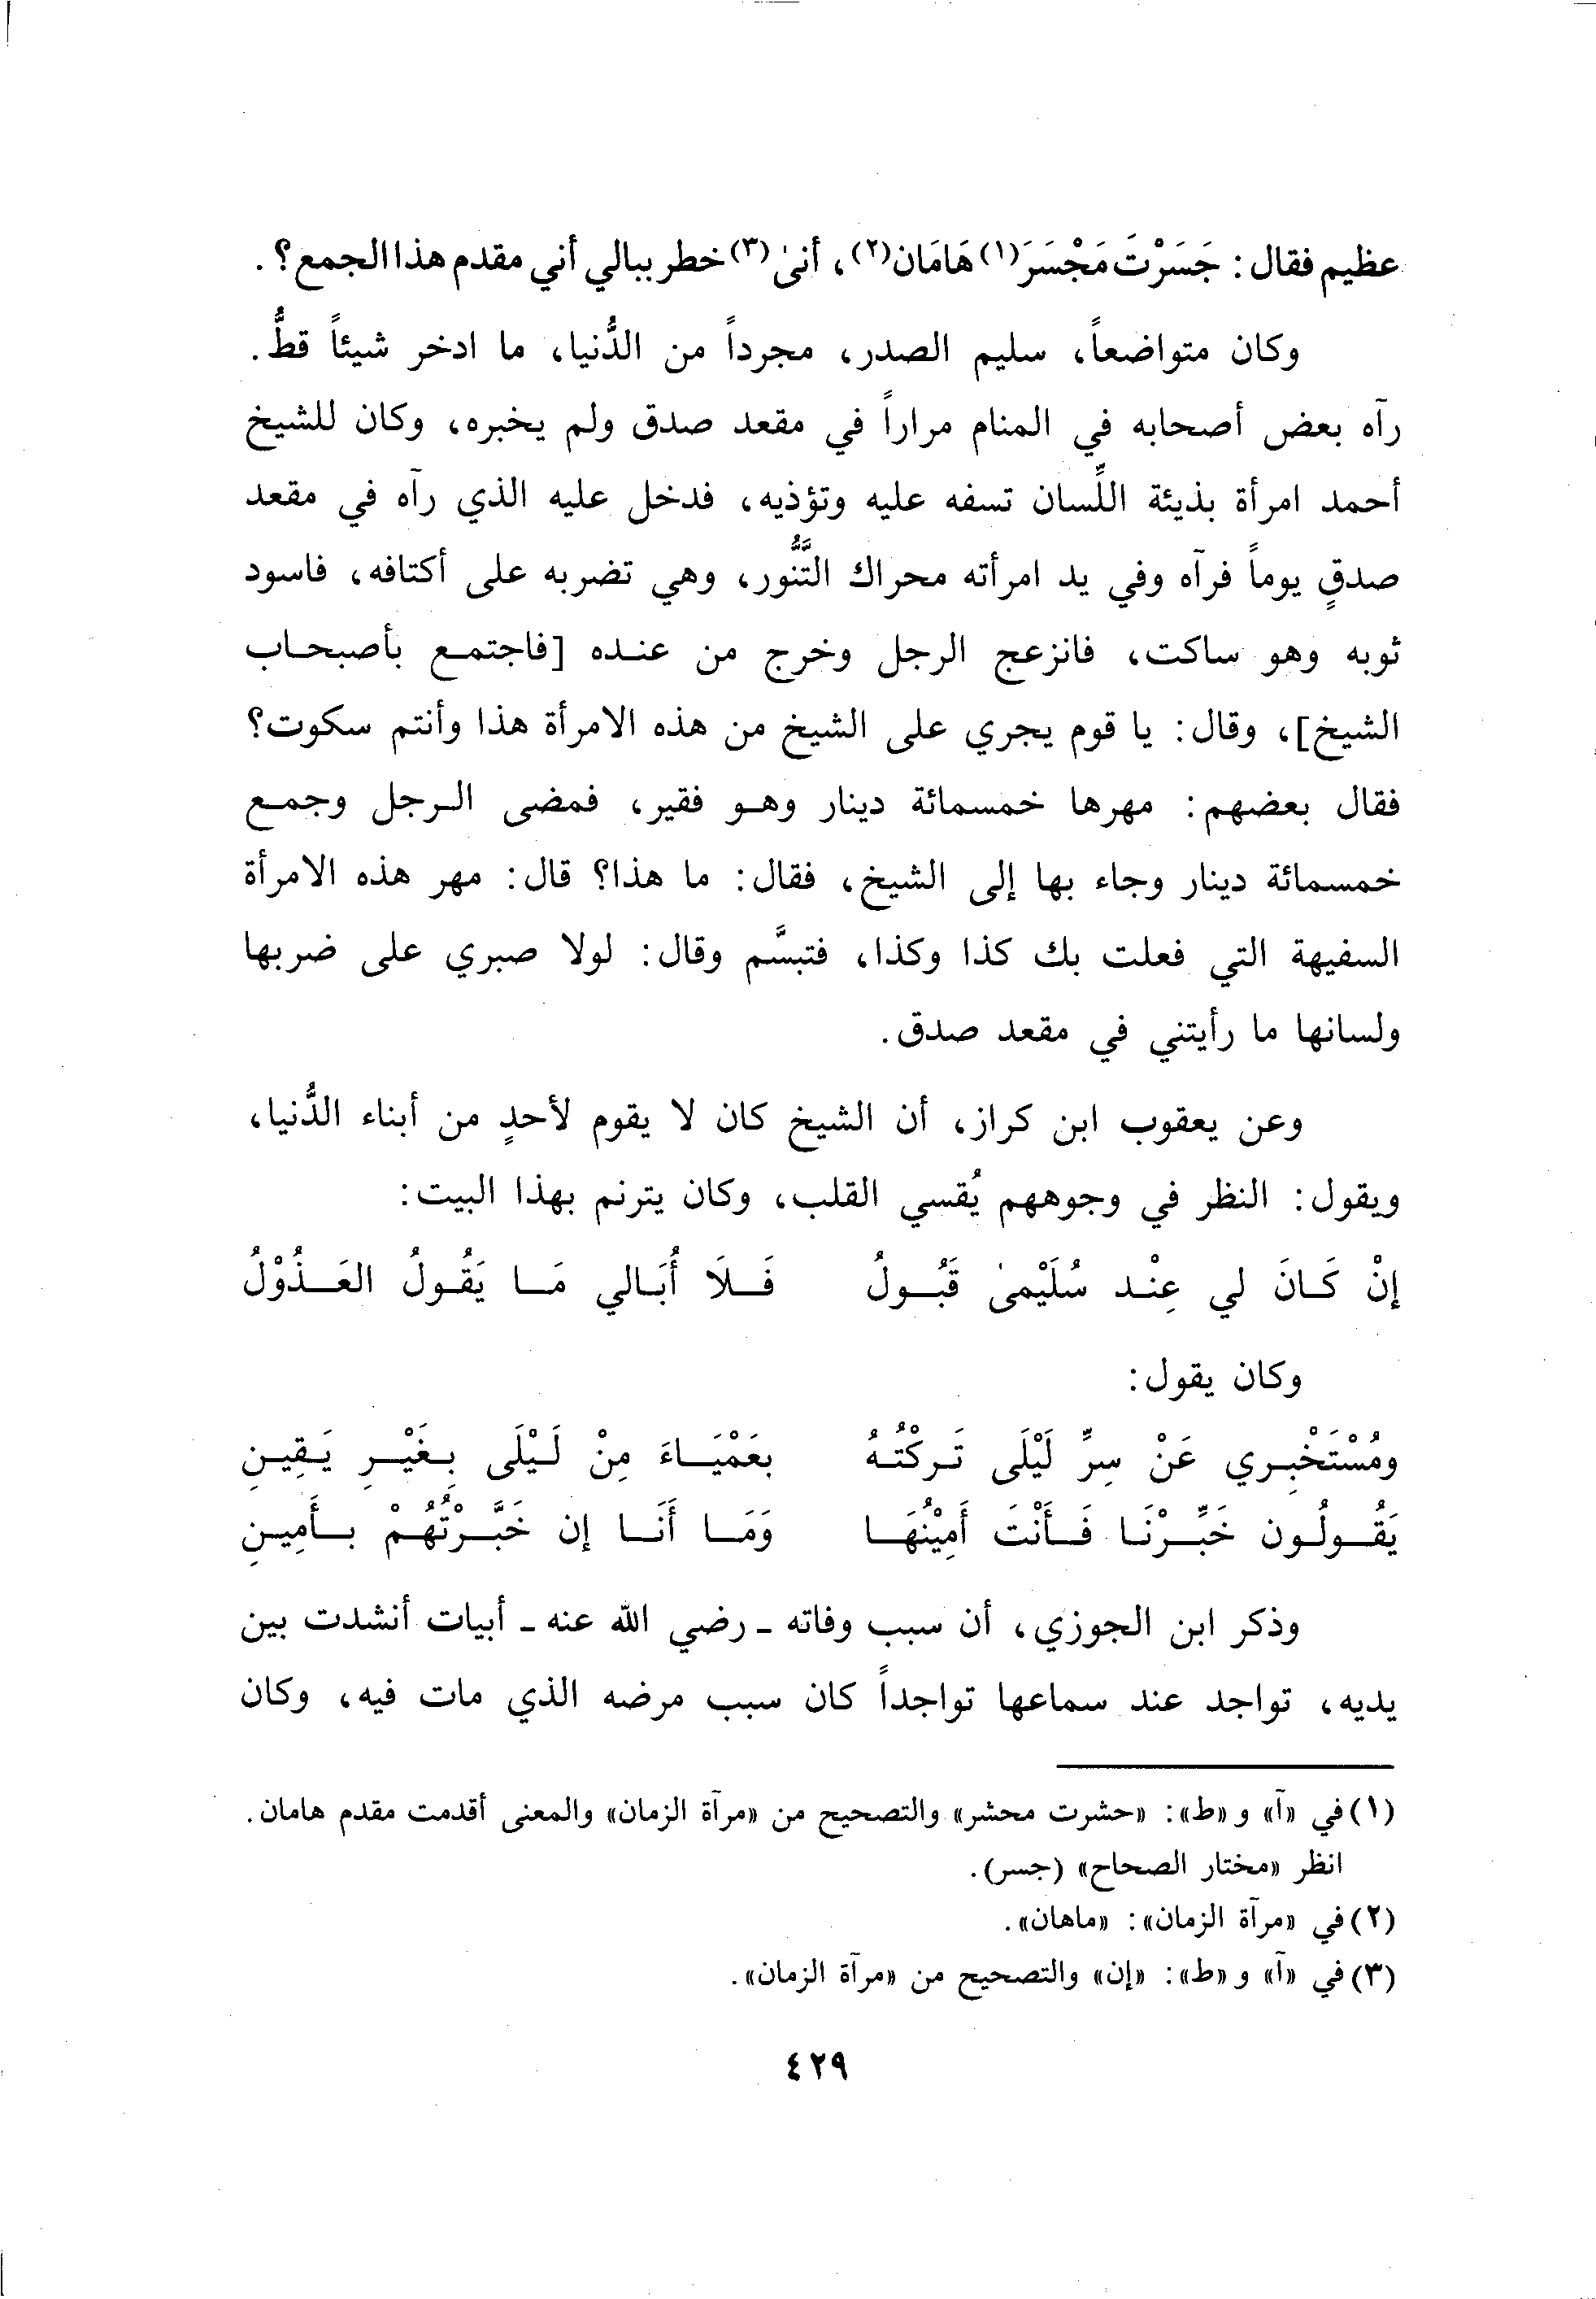 عظيم فقال: جَسَرْتَ مَجْسَرَ(١) هَامَان(٢)، أنىٰ(٣) خطر ببالي أني مقدم هذا الجمع؟.
وكان متواضعاً، سليم الصدر، مجرداً من الدُّنيا، ما ادخر شيئاً قطُّ.
رآه بعض أصحابه في المنام مراراً في مقعد صدق ولم يخبره، وكان للشيخ
أحمد امرأة بذيئة اللِّسان تسفه عليه وتؤذيه، فدخل عليه الذي رآه في مقعد
صدقٍ يوماً فرآه وفي يد امرأته محراك التَّنُّور، وهي تضربه على أكتافه، فاسود
ثوبه وهو ساكت، فانزعج الرجل وخرج من عنده [فاجتمع بأصبحاب
الشيخ]، وقال: يا قوم يجري على الشيخ من هذه الامرأة هذا وأنتم سكوت؟
فقال بعضهم: مهرها خمسمائة دينار وهو فقير، فمضى الرجل وجمع
خمسمائة دينار وجاء بها إلى الشيخ، فقال: ما هذا؟ قال: مهر هذه الامرأة
السفيهة التي فعلت بك كذا وكذا، فتبسَّم وقال: لولا صبري على ضربها
ولسانها ما رأيتني في مقعد صدق.
وعن يعقوب ابن كراز، أن الشيخ كان لا يقوم لأحدٍ من أبناء الدُّنيا،
ويقول: النظر في وجوههم يُقسي القلب، وكان يترنم بهذا البيت:
إنْ كَانَ لي عِنْد سُلَيْمىٰ قَبُولُ فَلَا أُبَالي مَا يَقُولُ العَذُوْلُ
وكان يقول:
ومُسْتَخْبِري عَنْ سِرِّ لَيْلَى تَركْتُهُ بعَمْيَاءَ مِنْ لَيْلَى بِغَيْرِ يَقِينِ
يَقُولُون خَبِّرْنَا فَأَنْتَ أَمِيْنُهَا وَمَا أَنَا إن خَبَّرْتُهُمْ بأَمِينِ
وذكر ابن الجوزي، أن سبب وفاته - رضي الله عنه - أبيات أنشدت بين
يديه، تواجد عند سماعها تواجداً كان سبب مرضه الذي مات فيه، وكان
(١) في «آ» و«ط»: «حشرت محشر» والتصحيح من «مرآة الزمان» والمعنى أقدمت مقدم هامان.
انظر «مختار الصحاح» (جسر).
(٢) في «مرآة الزمان»: «ماهان».
(٣) في «آ» و«ط»: «إن» والتصحيح من «مرآة الزمان».
٤٢٩